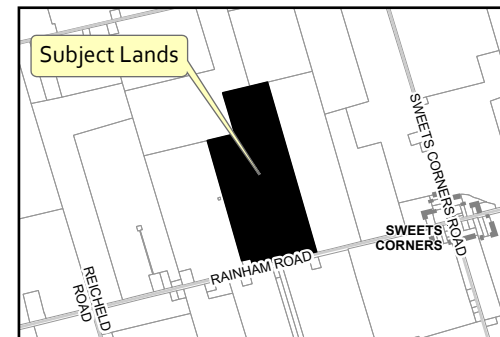 Subject Lands
SWEETS CORNERS ROAD
SWEETS
CORNERS
RAINHAM ROAD
REICHELD
ROAD